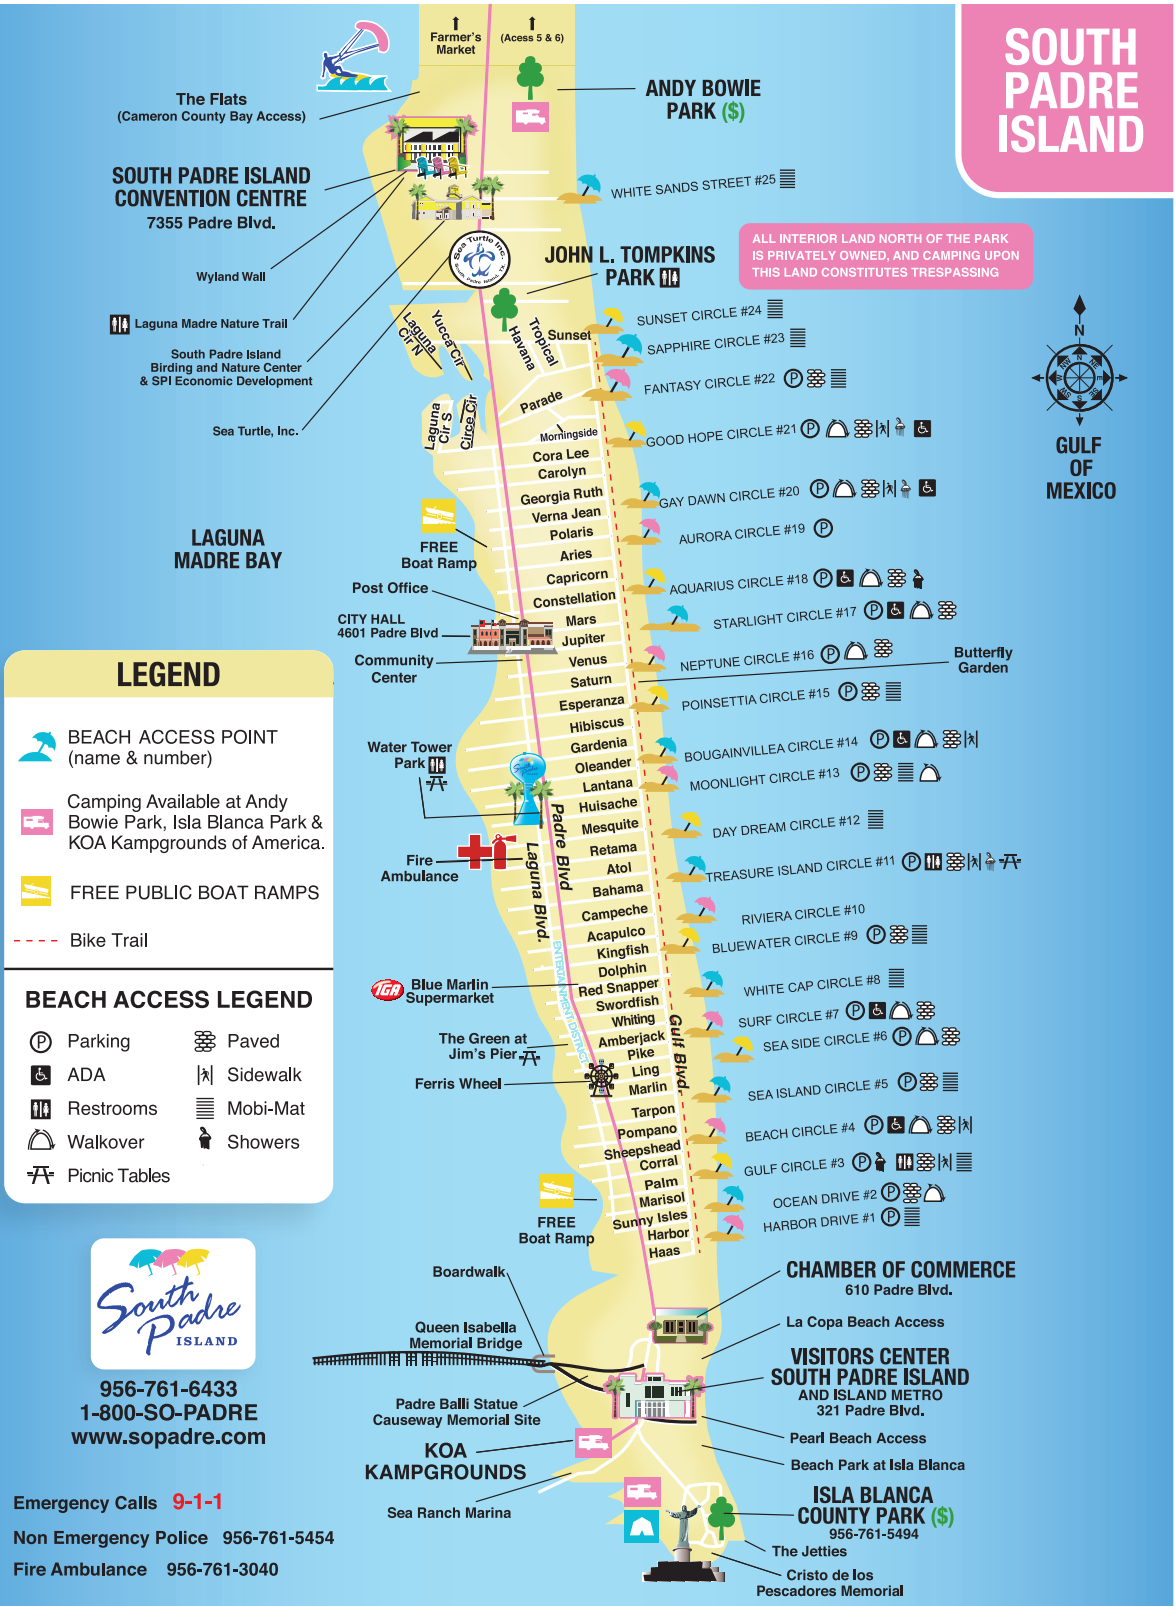 Farmer's
Market
(Acess 5 & 6)
SOUTH
PADRE
ISLAND
The Flats
(Cameron County Bay Access)
ANDY BOWIE
PARK ($)
SOUTH PADRE ISLAND
CONVENTION CENTRE
7355 Padre Blvd.
WHITE SANDS STREET #25
Wyland Wall
Sea Turtle Inc.
South Padre Island, TX
JOHN L. TOMPKINS
PARK
ALL INTERIOR LAND NORTH OF THE PARK
IS PRIVATELY OWNED, AND CAMPING UPON
THIS LAND CONSTITUTES TRESPASSING
Laguna Madre Nature Trail
South Padre Island
Birding and Nature Center
& SPI Economic Development
Sea Turtle, Inc.
Laguna
Cir N
Yucca Cir
Laguna
Cir S
Circe Cir
Tropical
Havana
Sunset
Parade
Morningside
Cora Lee
Carolyn
Georgia Ruth
Verna Jean
Polaris
Aries
Capricorn
Constellation
Mars
Jupiter
Venus
Saturn
Esperanza
Hibiscus
Gardenia
Oleander
Lantana
Huisache
Mesquite
Retama
Atol
Bahama
Campeche
Acapulco
Kingfish
Dolphin
Red Snapper
Swordfish
Whiting
Amberjack
Pike
Ling
Marlin
Tarpon
Pompano
Sheepshead
Corral
Palm
Marisol
Sunny Isles
Harbor
Haas
Padre Blvd
Laguna Blvd.
Gulf Blvd.
ENTERTAINMENT DISTRICT
SUNSET CIRCLE #24
SAPPHIRE CIRCLE #23
FANTASY CIRCLE #22 P
GOOD HOPE CIRCLE #21 P
GAY DAWN CIRCLE #20 P
AURORA CIRCLE #19 P
AQUARIUS CIRCLE #18 P
STARLIGHT CIRCLE #17 P
NEPTUNE CIRCLE #16 P
Butterfly
Garden
POINSETTIA CIRCLE #15 P
BOUGAINVILLEA CIRCLE #14 P
MOONLIGHT CIRCLE #13 P
DAY DREAM CIRCLE #12
TREASURE ISLAND CIRCLE #11 P
RIVIERA CIRCLE #10
BLUEWATER CIRCLE #9 P
WHITE CAP CIRCLE #8
SURF CIRCLE #7 P
SEA SIDE CIRCLE #6 P
SEA ISLAND CIRCLE #5 P
BEACH CIRCLE #4 P
GULF CIRCLE #3 P
OCEAN DRIVE #2 P
HARBOR DRIVE #1 P
N
N
NE
E
SE
S
SW
W
NW
GULF
OF
MEXICO
LAGUNA
MADRE BAY
FREE
Boat Ramp
Post Office
CITY HALL
4601 Padre Blvd
Community
Center
Water Tower
Park
South
Padre
Island
Fire
Ambulance
IGA
Blue Marlin
Supermarket
The Green at
Jim's Pier
Ferris Wheel
FREE
Boat Ramp
LEGEND
BEACH ACCESS POINT
(name & number)
Camping Available at Andy
Bowie Park, Isla Blanca Park &
KOA Kampgrounds of America.
FREE PUBLIC BOAT RAMPS
Bike Trail
BEACH ACCESS LEGEND
P Parking
Paved
ADA
Sidewalk
Restrooms
Mobi-Mat
Walkover
Showers
Picnic Tables
South
Padre
ISLAND
956-761-6433
1-800-SO-PADRE
www.sopadre.com
Emergency Calls 9-1-1
Non Emergency Police 956-761-5454
Fire Ambulance 956-761-3040
Boardwalk
Queen Isabella
Memorial Bridge
Padre Balli Statue
Causeway Memorial Site
KOA
KAMPGROUNDS
Sea Ranch Marina
CHAMBER OF COMMERCE
610 Padre Blvd.
La Copa Beach Access
VISITORS CENTER
SOUTH PADRE ISLAND
AND ISLAND METRO
321 Padre Blvd.
Pearl Beach Access
Beach Park at Isla Blanca
ISLA BLANCA
COUNTY PARK ($)
956-761-5494
The Jetties
Cristo de los
Pescadores Memorial